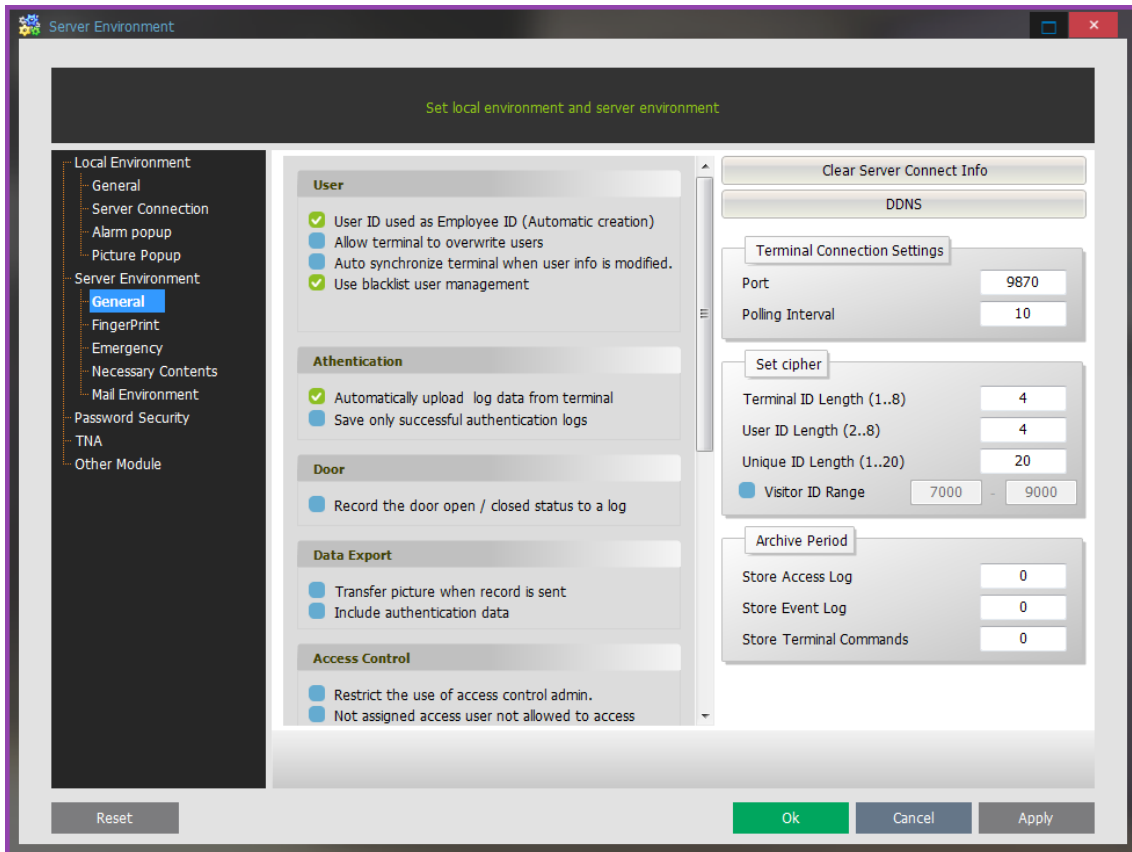 Server Environment
Set local environment and server environment
Local Environment
General
Server Connection
Alarm popup
Picture Popup
Server Environment
General
FingerPrint
Emergency
Necessary Contents
Mail Environment
Password Security
TNA
Other Module
User
User ID used as Employee ID (Automatic creation)
Allow terminal to overwrite users
Auto synchronize terminal when user info is modified.
Use blacklist user management
Athentication
Automatically upload log data from terminal
Save only successful authentication logs
Door
Record the door open / closed status to a log
Data Export
Transfer picture when record is sent
Include authentication data
Access Control
Restrict the use of access control admin.
Not assigned access user not allowed to access
Clear Server Connect Info
DDNS
Terminal Connection Settings
Port 9870
Polling Interval 10
Set cipher
Terminal ID Length (1..8) 4
User ID Length (2..8) 4
Unique ID Length (1..20) 20
Visitor ID Range 7000 - 9000
Archive Period
Store Access Log 0
Store Event Log 0
Store Terminal Commands 0
Reset
Ok
Cancel
Apply